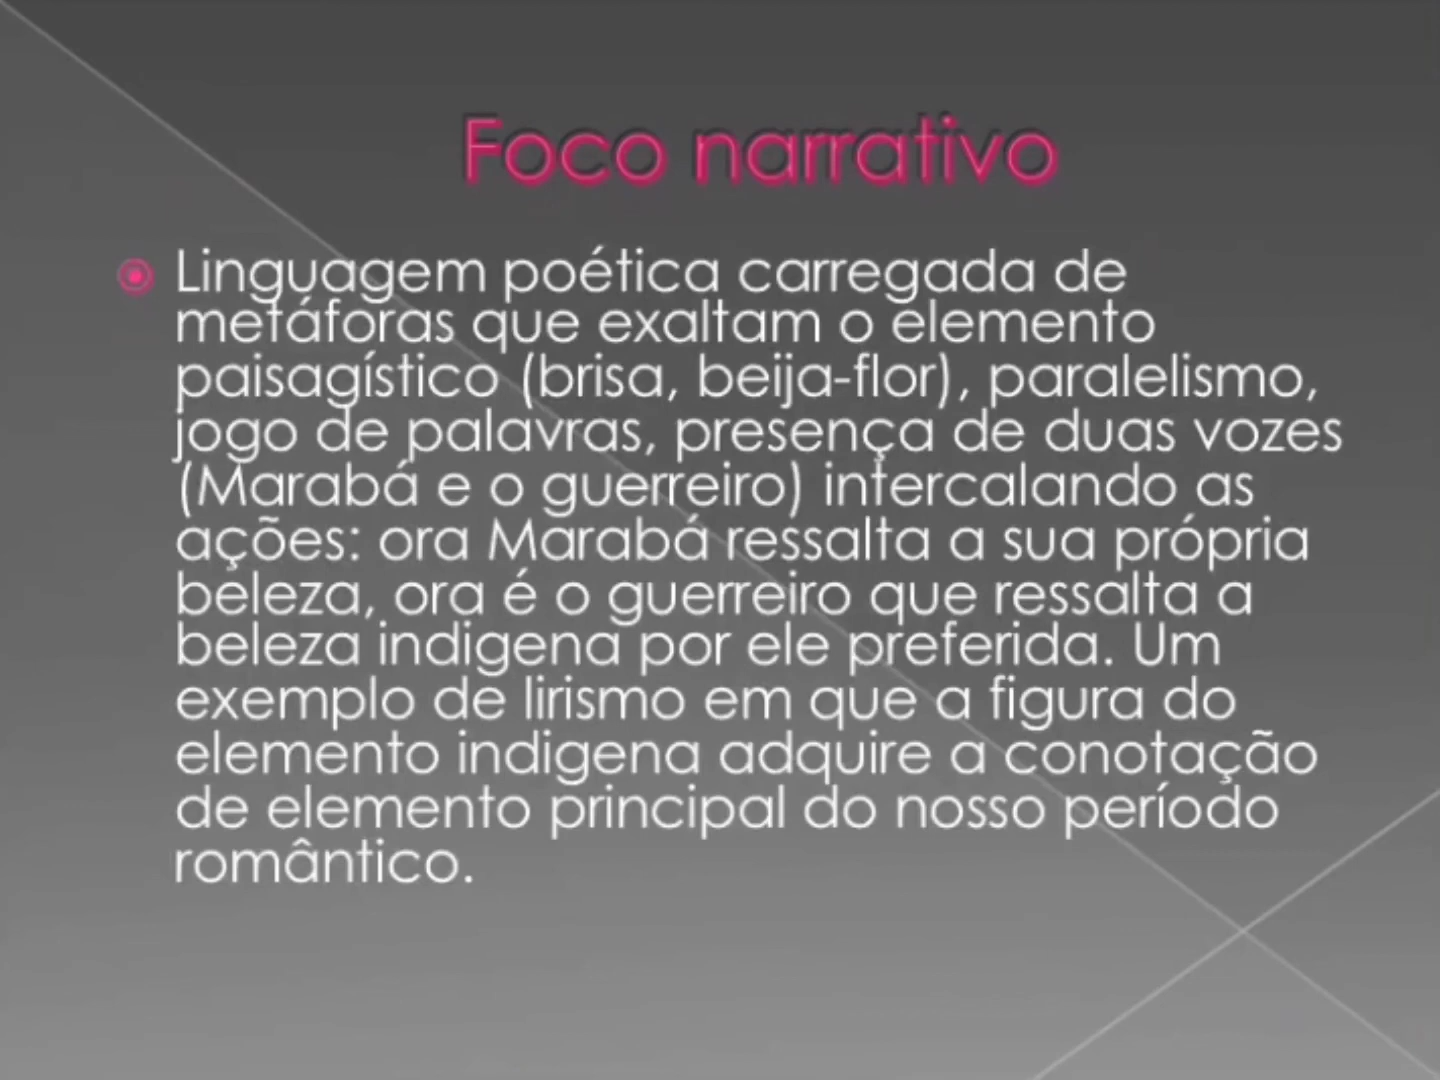 Foco narrativo
Linguagem poética carregada de
metáforas que exaltam o elemento
paisagístico (brisa, beija-flor), paralelismo,
jogo de palavras, presença de duas vozes
(Marabá e o guerreiro) intercalando as
ações: ora Marabá ressalta a sua própria
beleza, ora é o guerreiro que ressalta a
beleza indigena por ele preferida. Um
exemplo de lirismo em que a figura do
elemento indigena adquire a conotação
de elemento principal do nosso período
romântico.